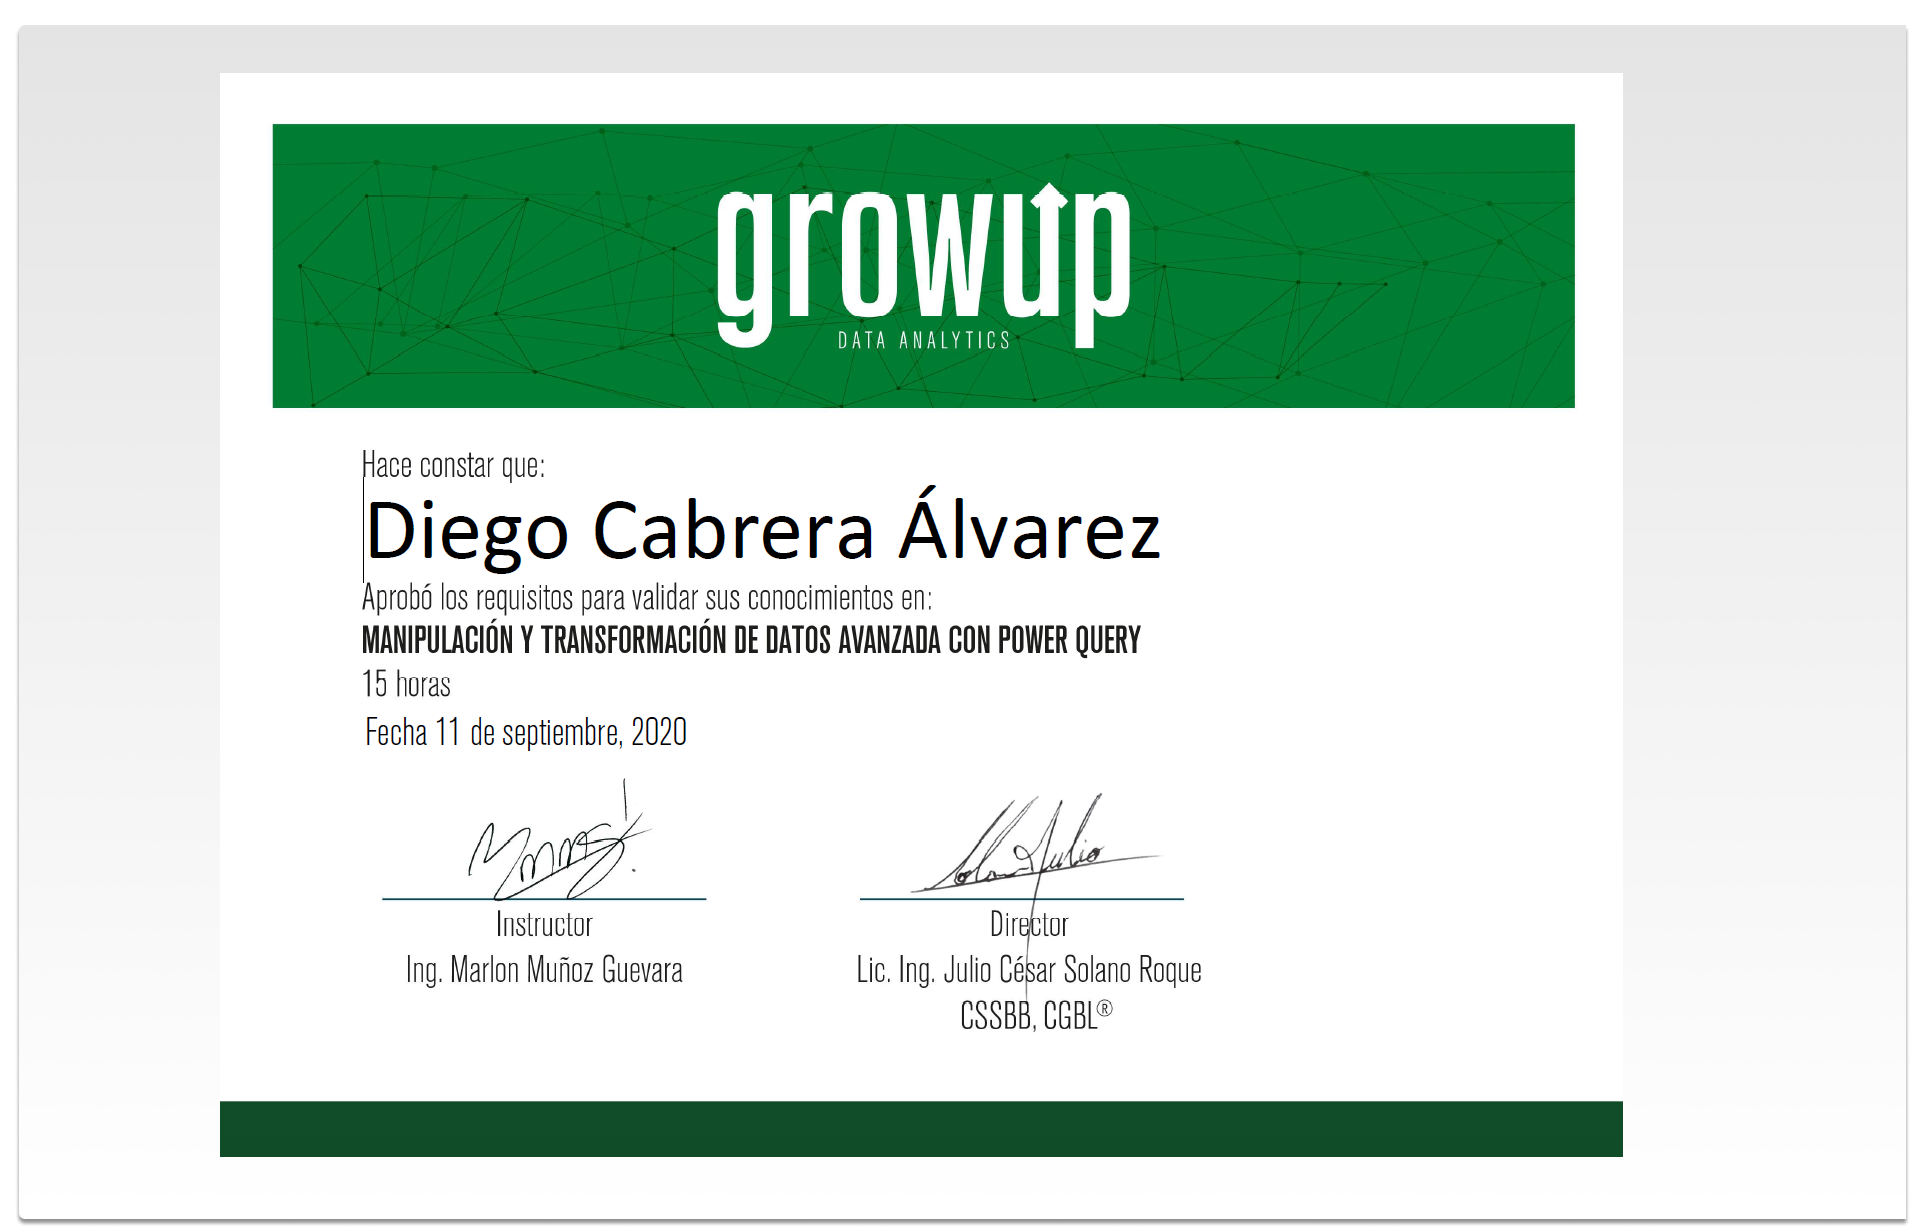 growup
DATA ANALYTICS
Hace constar que:
Diego Cabrera Álvarez
Aprobó los requisitos para validar sus conocimientos en:
MANIPULACIÓN Y TRANSFORMACIÓN DE DATOS AVANZADA CON POWER QUERY
15 horas
Fecha 11 de septiembre, 2020
Solano Julio
Instructor
Director
Ing. Marlon Muñoz Guevara
Lic. Ing. Julio César Solano Roque
CSSBB, CGBL®